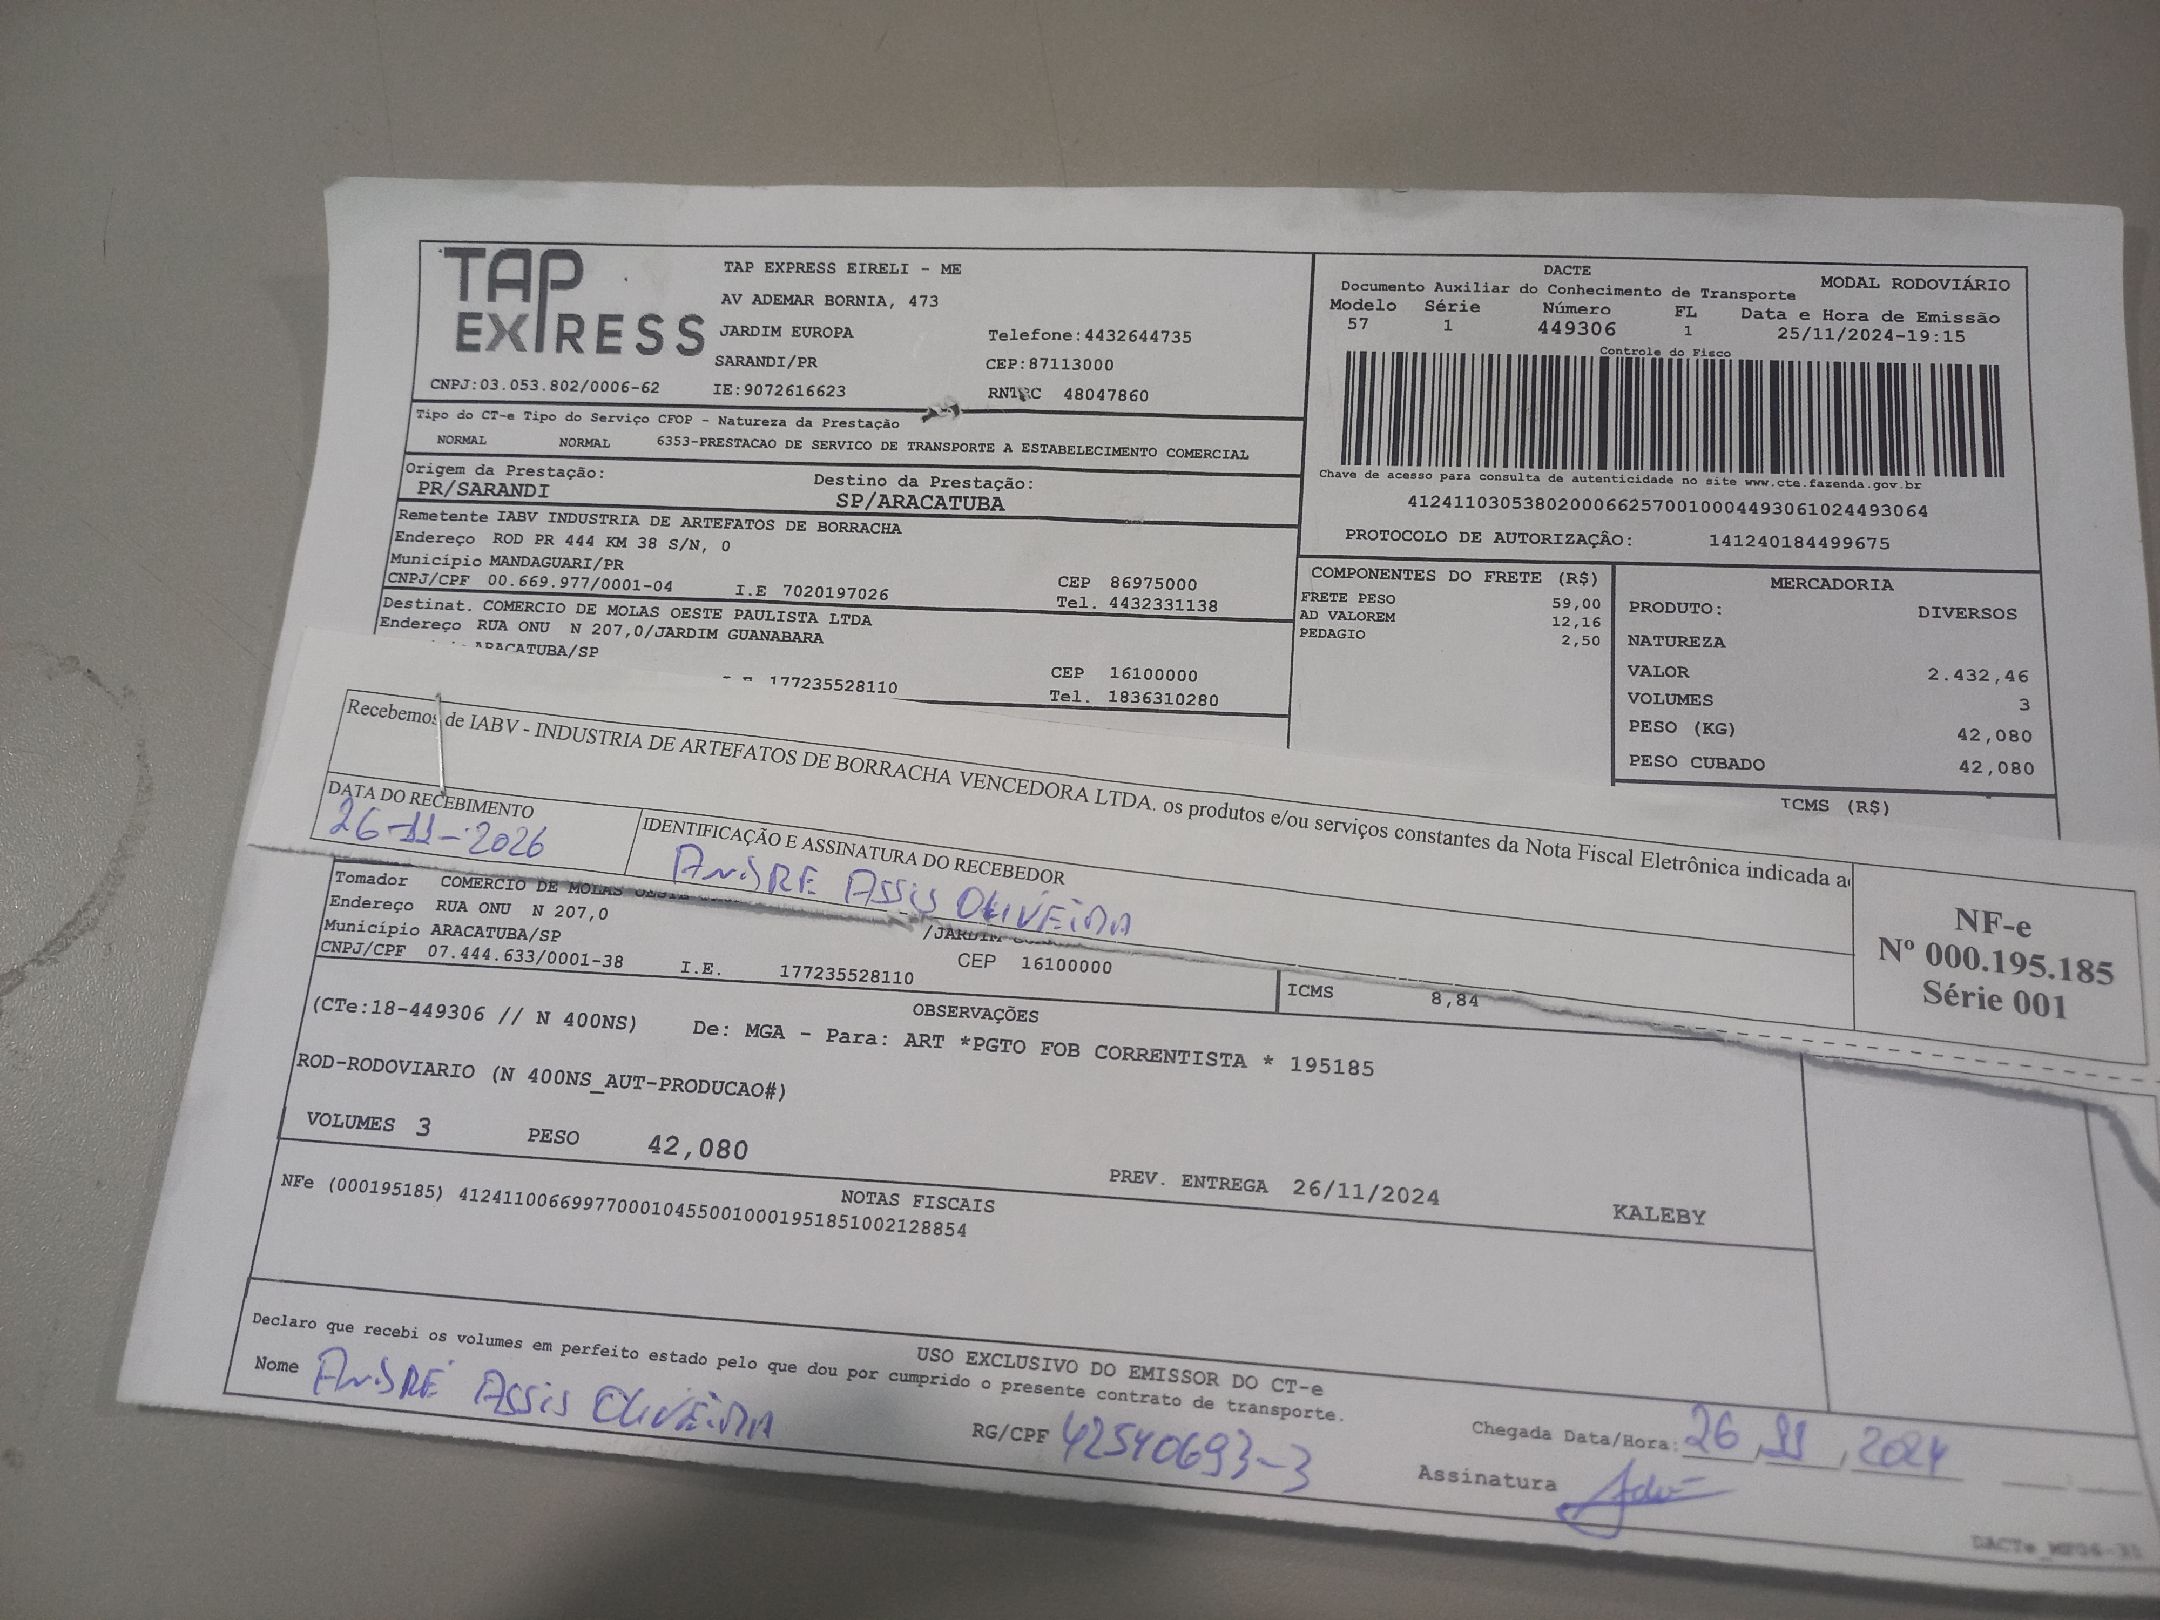 TAP EXPRESS
TAP EXPRESS EIRELI - ME
AV ADEMAR BORNIA, 473
JARDIM EUROPA Telefone:4432644735
SARANDI/PR CEP:87113000
CNPJ:03.053.802/0006-62 IE:9072616623 RNTRC 48047860
DACTE MODAL RODOVIÁRIO
Documento Auxiliar do Conhecimento de Transporte
Modelo Série Número FL Data e Hora de Emissão
57 1 449306 1 25/11/2024-19:15
Controle do Fisco
Chave de acesso para consulta de autenticidade no site www.cte.fazenda.gov.br
41241103053802000662570010004493061024493064
PROTOCOLO DE AUTORIZAÇÃO: 141240184499675
Tipo do CT-e Tipo do Serviço CFOP - Natureza da Prestação
NORMAL NORMAL 6353-PRESTACAO DE SERVICO DE TRANSPORTE A ESTABELECIMENTO COMERCIAL
Origem da Prestação: Destino da Prestação:
PR/SARANDI SP/ARACATUBA
Remetente IABV INDUSTRIA DE ARTEFATOS DE BORRACHA
Endereço ROD PR 444 KM 38 S/N, 0
Município MANDAGUARI/PR CEP 86975000
CNPJ/CPF 00.669.977/0001-04 I.E 7020197026 Tel. 4432331138
Destinat. COMERCIO DE MOLAS OESTE PAULISTA LTDA
Endereço RUA ONU N 207,0/JARDIM GUANABARA
ARACATUBA/SP CEP 16100000
177235528110 Tel. 1836310280
COMPONENTES DO FRETE (R$)
FRETE PESO 59,00
AD VALOREM 12,16
PEDAGIO 2,50
MERCADORIA
PRODUTO: DIVERSOS
NATUREZA
VALOR 2.432,46
VOLUMES 3
PESO (KG) 42,080
PESO CUBADO 42,080
ICMS (R$)
Recebemos de IABV - INDUSTRIA DE ARTEFATOS DE BORRACHA VENCEDORA LTDA. os produtos e/ou serviços constantes da Nota Fiscal Eletrônica indicada a
DATA DO RECEBIMENTO IDENTIFICAÇÃO E ASSINATURA DO RECEBEDOR
26-11-2026 ANDRE ASSIS OLIVEIRA
NF-e
Nº 000.195.185
Série 001
Tomador COMERCIO DE MOLAS OESTE
Endereço RUA ONU N 207,0 /JARDIM
Município ARACATUBA/SP CEP 16100000
CNPJ/CPF 07.444.633/0001-38 I.E. 177235528110
ICMS 8,84
OBSERVAÇÕES
(CTe:18-449306 // N 400NS) De: MGA - Para: ART *PGTO FOB CORRENTISTA * 195185
ROD-RODOVIARIO (N 400NS_AUT-PRODUCAO#)
VOLUMES 3 PESO 42,080 PREV. ENTREGA 26/11/2024 KALEBY
NOTAS FISCAIS
NFe (000195185) 41241100669977000104550010001951851002128854
USO EXCLUSIVO DO EMISSOR DO CT-e
Declaro que recebi os volumes em perfeito estado pelo que dou por cumprido o presente contrato de transporte.
Nome ANDRÉ ASSIS OLIVEIRA RG/CPF 42540693-3 Chegada Data/Hora: 26 11 2024
Assinatura